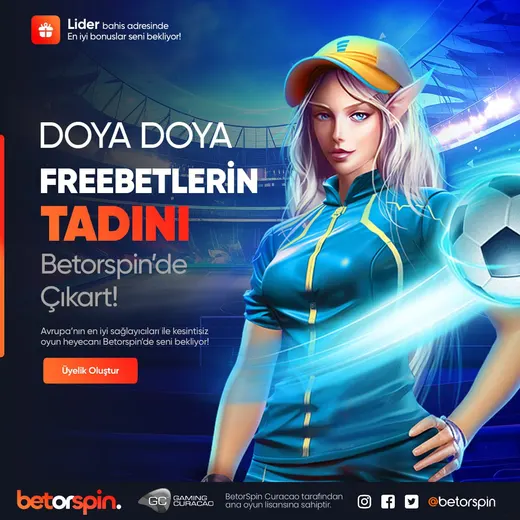 Lider bahis adresinde
En iyi bonuslar seni bekliyor!
DOYA DOYA
FREEBETLERİN
TADINI
Betorspin’de
Çıkart!
Avrupa’nın en iyi sağlayıcıları ile kesintisiz
oyun heyecanı Betorspin’de seni bekliyor!
Üyelik Oluştur
betorspin.
GC GAMING
CURACAO
BetorSpin Curacao tarafından
ana oyun lisansına sahiptir.
@betorspin